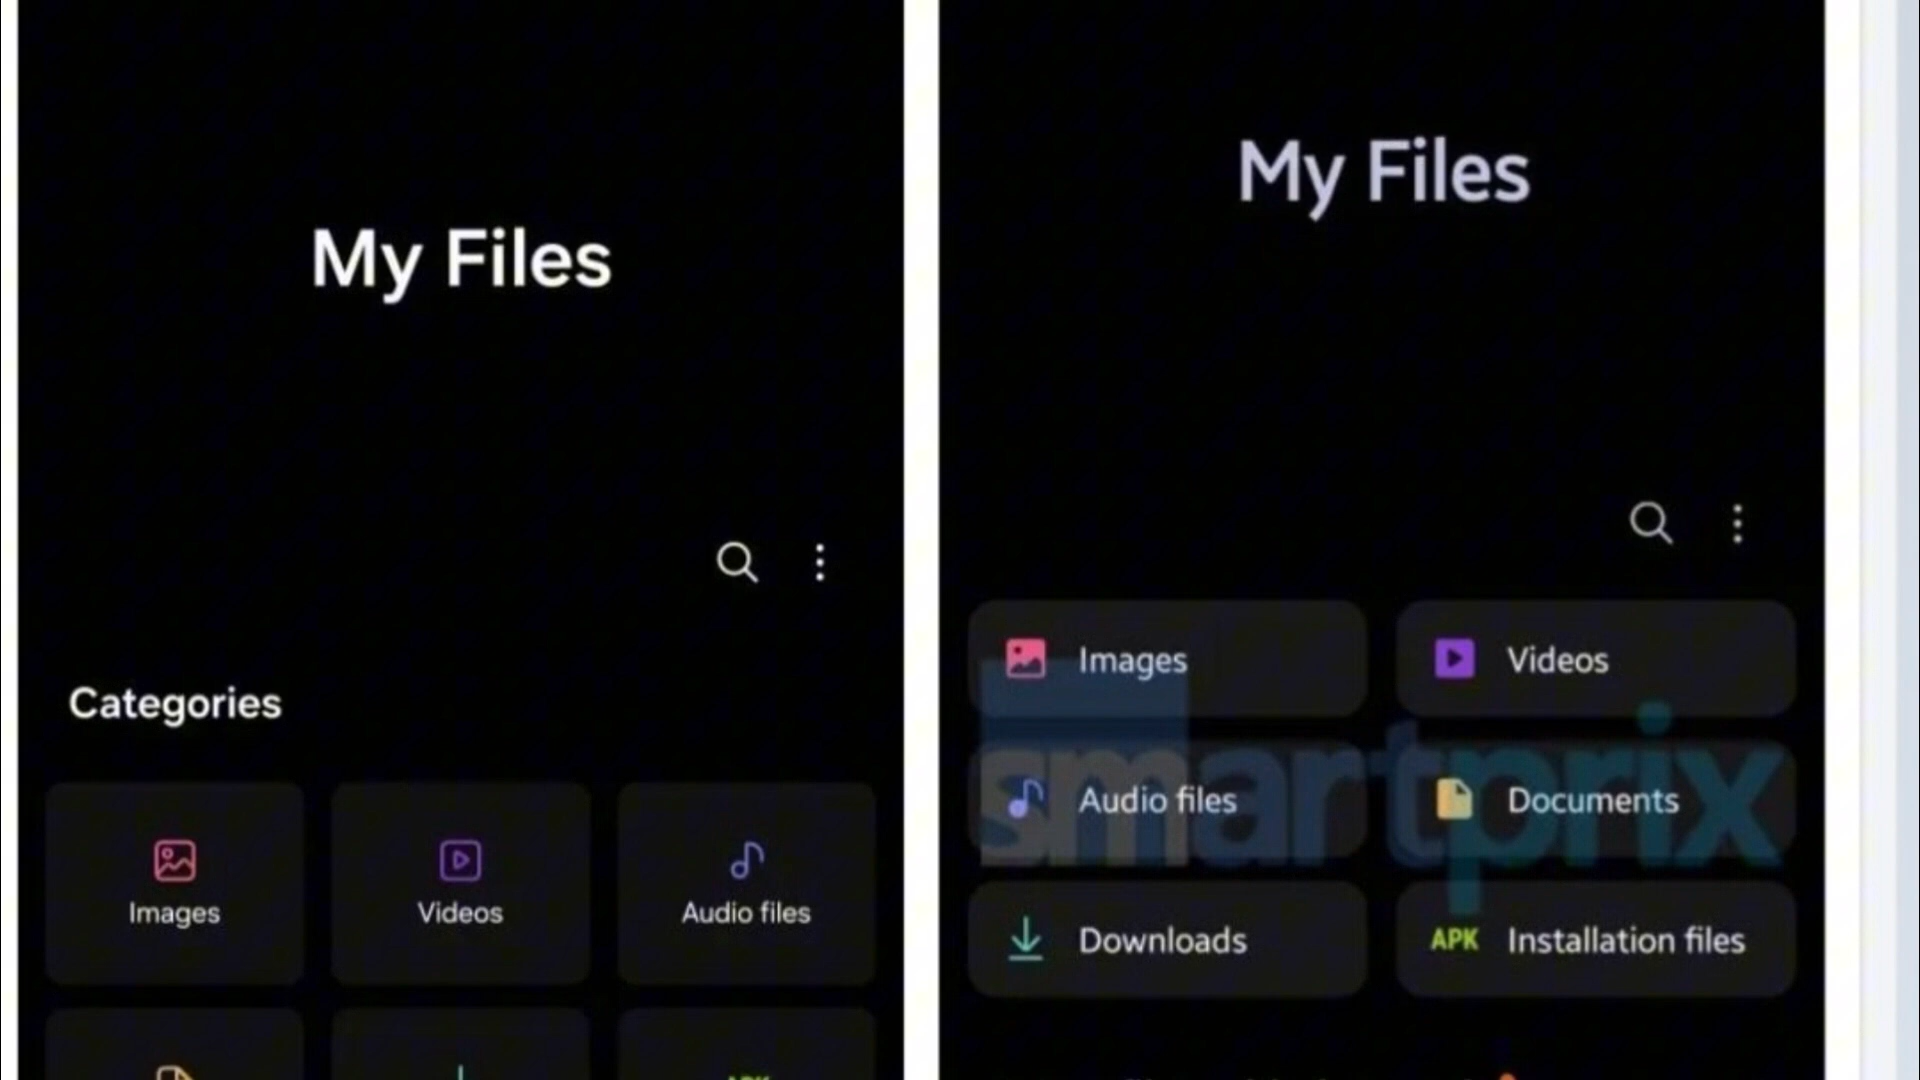 My Files
Categories
Images
Videos
Audio files
APK
My Files
Images
Videos
Audio files
Documents
smartprix
Downloads
APK
Installation files